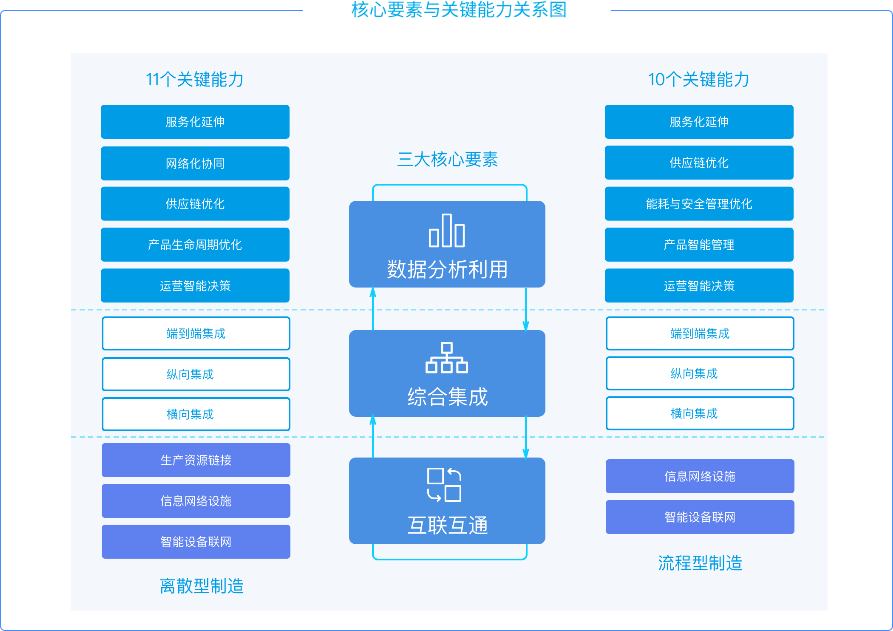 核心要素与关键能力关系图
11个关键能力
服务化延伸
网络化协同
供应链优化
产品生命周期优化
运营智能决策
端到端集成
纵向集成
横向集成
生产资源链接
信息网络设施
智能设备联网
离散型制造
三大核心要素
数据分析利用
综合集成
互联互通
10个关键能力
服务化延伸
供应链优化
能耗与安全管理优化
产品智能管理
运营智能决策
端到端集成
纵向集成
横向集成
信息网络设施
智能设备联网
流程型制造